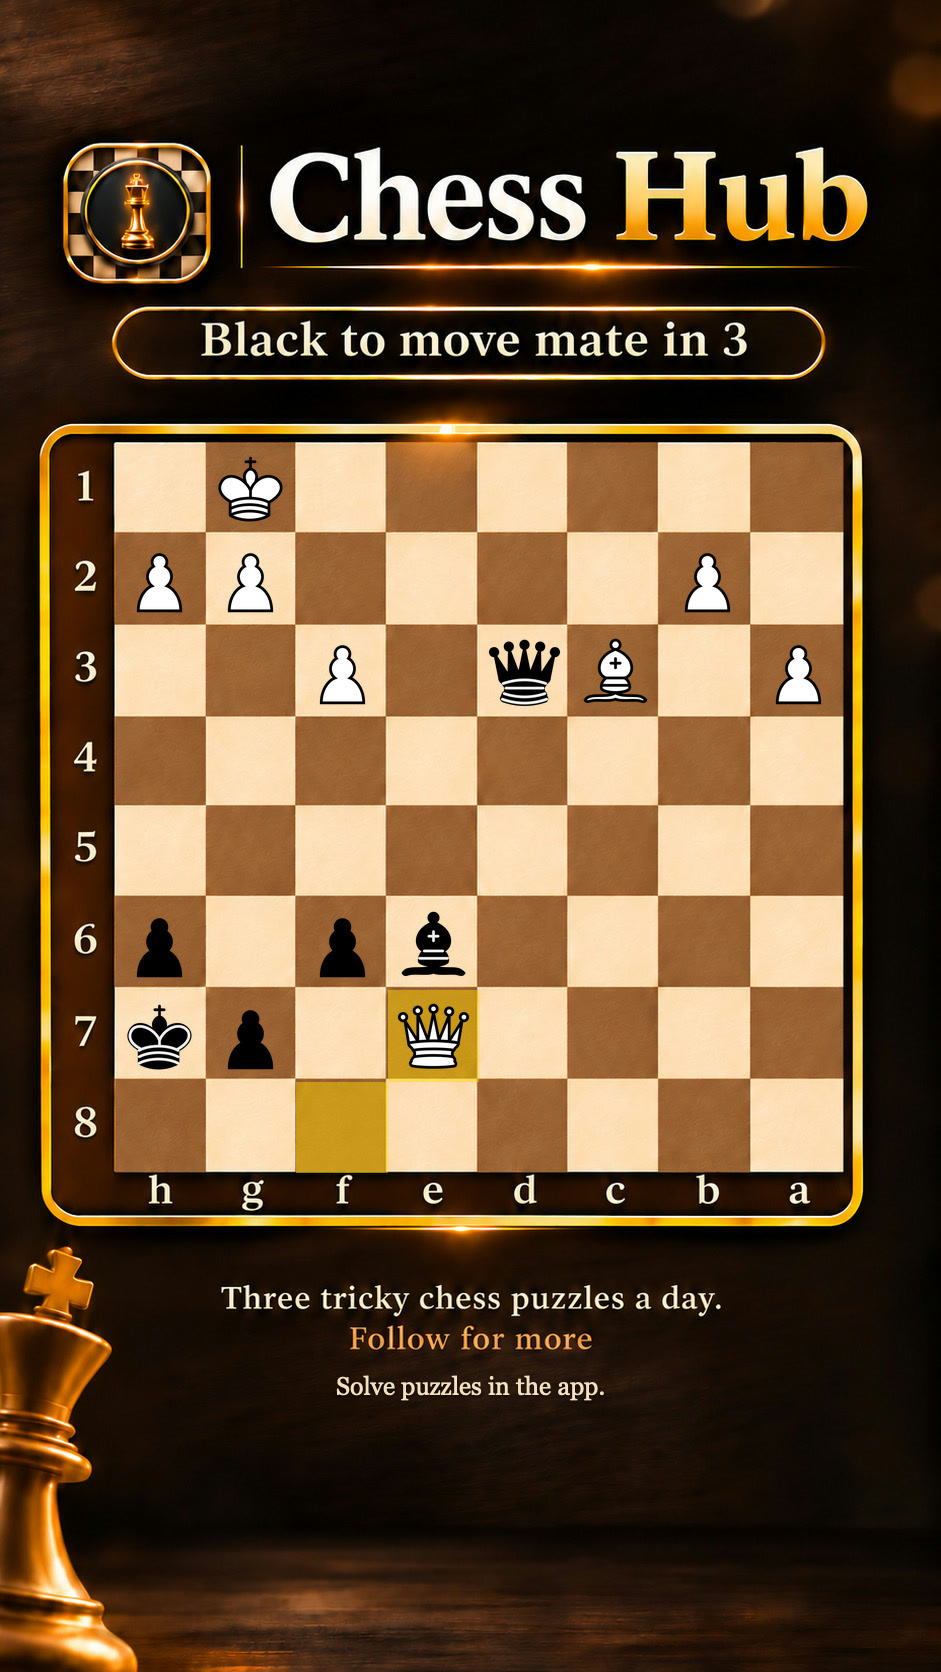 Chess Hub
Black to move mate in 3
1
2
3
4
5
6
7
8
h g f e d c b a
Three tricky chess puzzles a day.
Follow for more
Solve puzzles in the app.